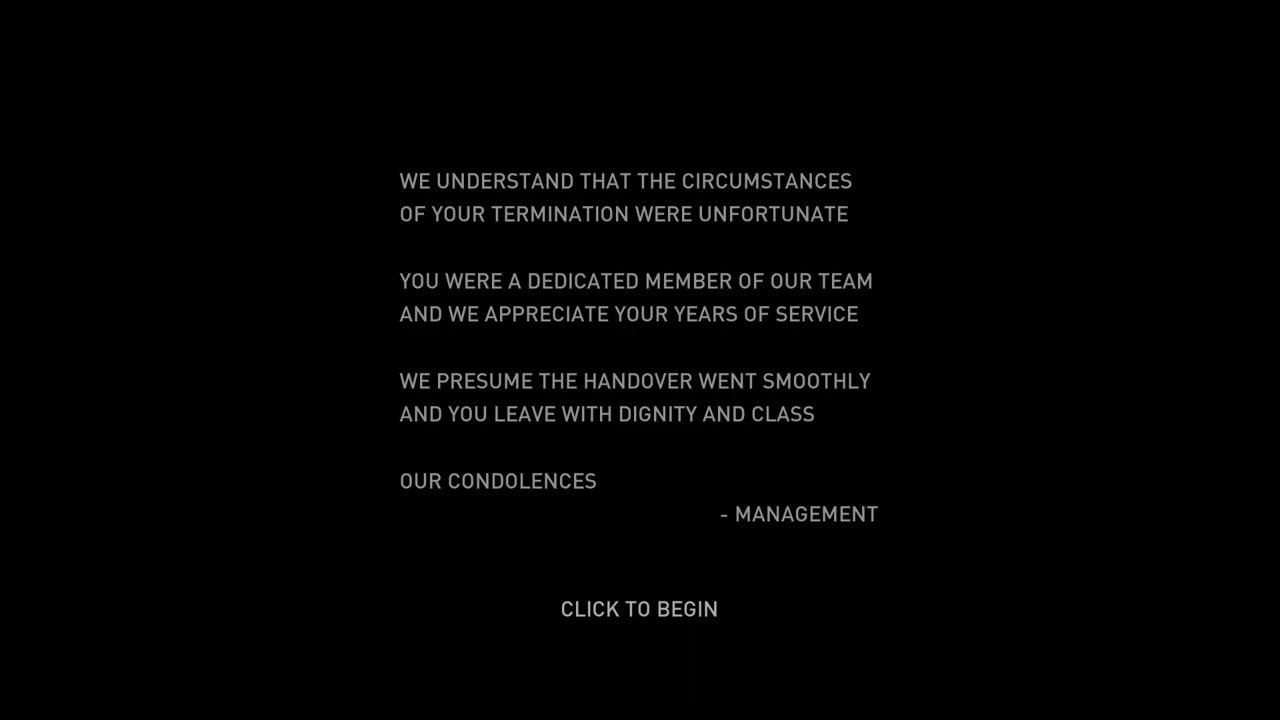 WE UNDERSTAND THAT THE CIRCUMSTANCES
OF YOUR TERMINATION WERE UNFORTUNATE
YOU WERE A DEDICATED MEMBER OF OUR TEAM
AND WE APPRECIATE YOUR YEARS OF SERVICE
WE PRESUME THE HANDOVER WENT SMOOTHLY
AND YOU LEAVE WITH DIGNITY AND CLASS
OUR CONDOLENCES
- MANAGEMENT
CLICK TO BEGIN